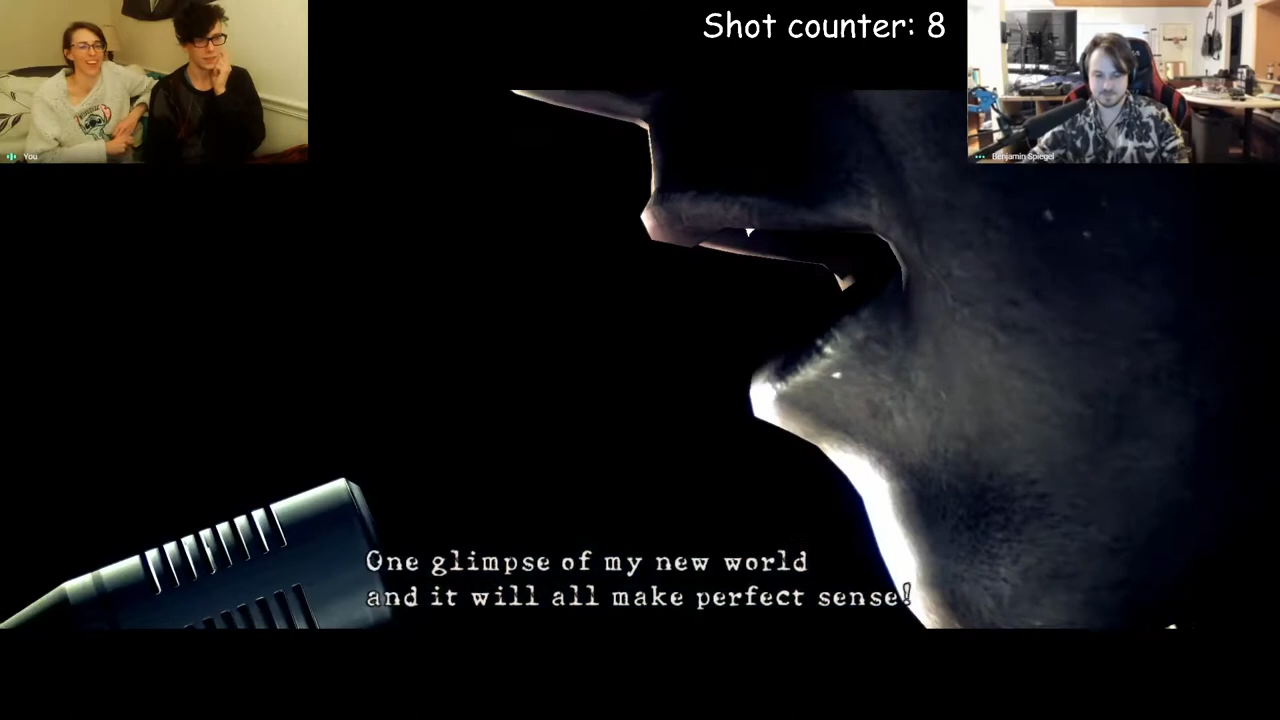 Shot counter: 8
You
Benjamin Spiegel
One glimpse of my new world
and it will all make perfect sense!